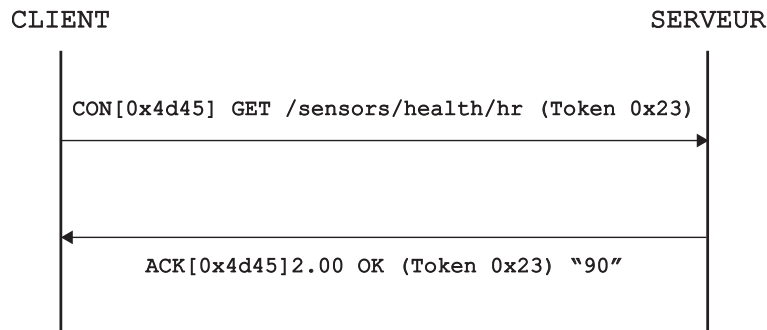 CLIENT SERVEUR
CON[0x4d45] GET /sensors/health/hr (Token 0x23)
ACK[0x4d45]2.00 OK (Token 0x23) “90”